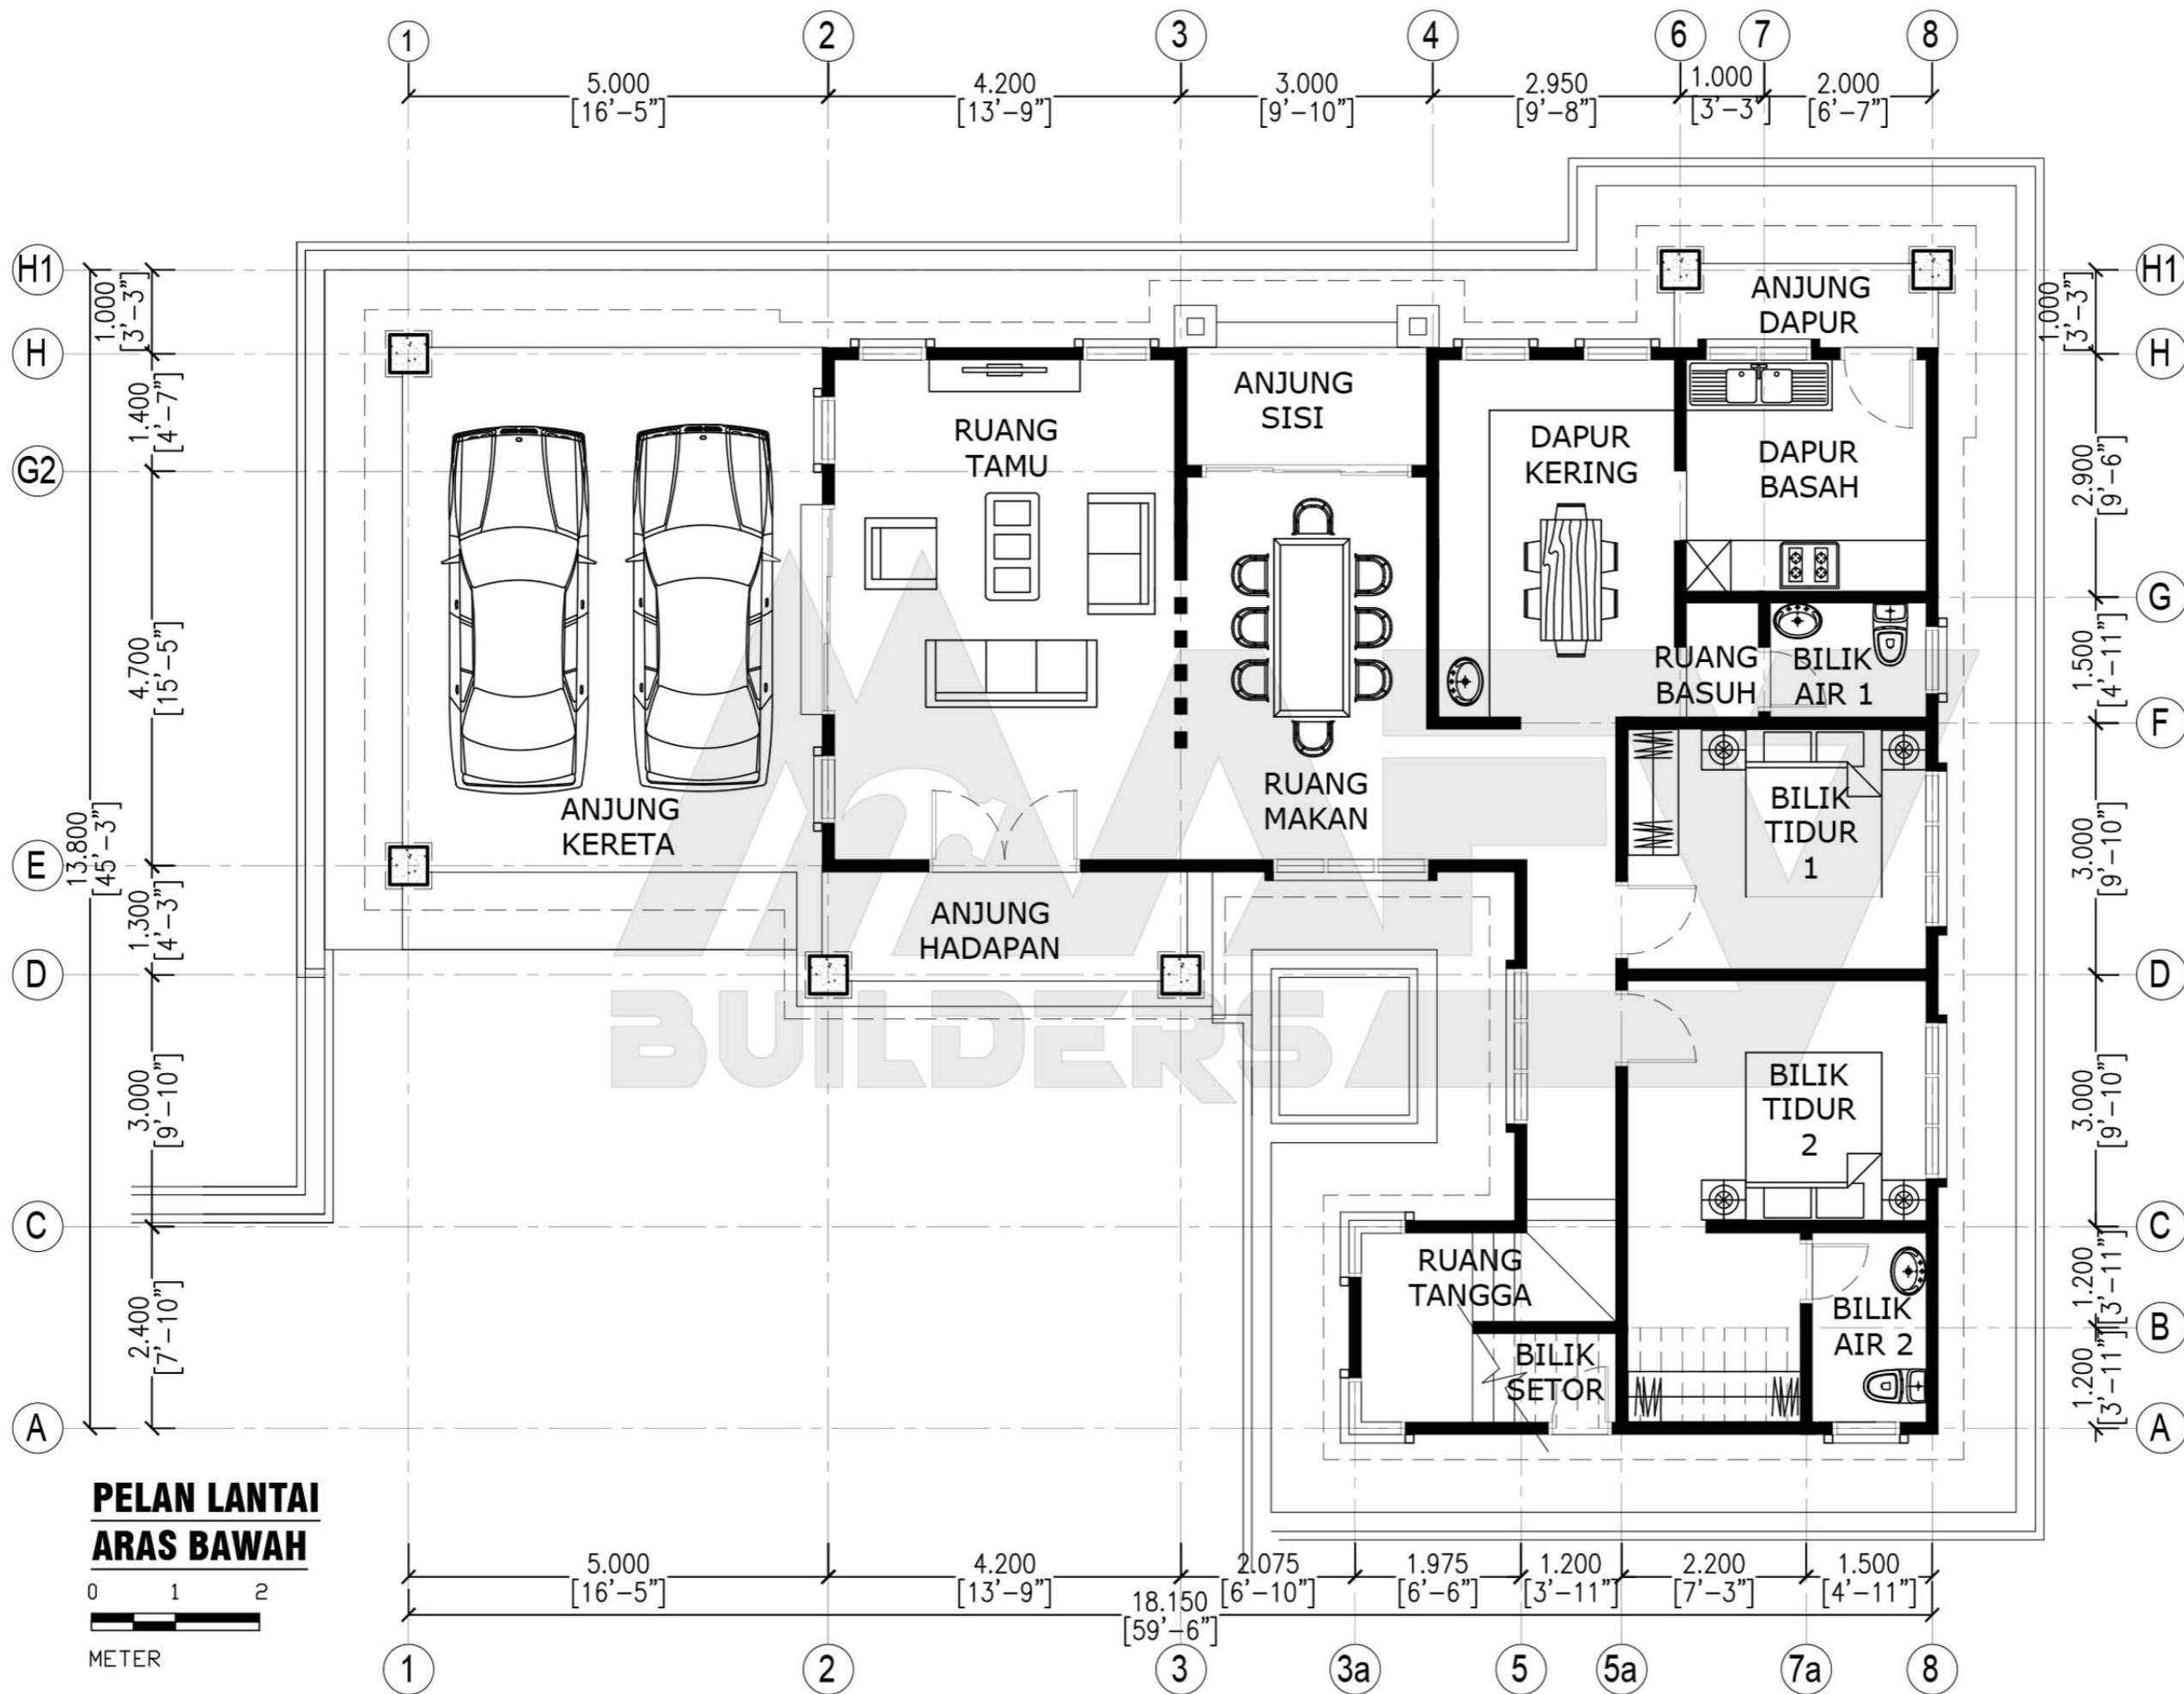 1 2 3 4 6 7 8
5.000 4.200 3.000 2.950 1.000 2.000
[16'-5"] [13'-9"] [9'-10"] [9'-8"] [3'-3"] [6'-7"]
H1 H1
1.000
[3'-3"]
1.000
[3'-3"]
ANJUNG
DAPUR
H H
1.400
[4'-7"]
ANJUNG
SISI
RUANG
TAMU
DAPUR
KERING
DAPUR
BASAH
2.900
[9'-6"]
G2
G
4.700
[15'-5"]
RUANG
BASUH
BILIK
AIR 1
1.500
[4'-11"]
F
ANJUNG
KERETA
RUANG
MAKAN
BILIK
TIDUR
1
3.000
[9'-10"]
13.800
[45'-3"]
E
1.300
[4'-3"]
ANJUNG
HADAPAN
D D
MFV
BUILDERS
3.000
[9'-10"]
BILIK
TIDUR
2
3.000
[9'-10"]
C C
2.400
[7'-10"]
RUANG
TANGGA
BILIK
SETOR
BILIK
AIR 2
1.200
[3'-11"]
B
1.200
[3'-11"]
A A
PELAN LANTAI
ARAS BAWAH
0 1 2
METER
5.000 4.200 2.075 1.975 1.200 2.200 1.500
[16'-5"] [13'-9"] [6'-10"] [6'-6"] [3'-11"] [7'-3"] [4'-11"]
18.150
[59'-6"]
1 2 3 3a 5 5a 7a 8